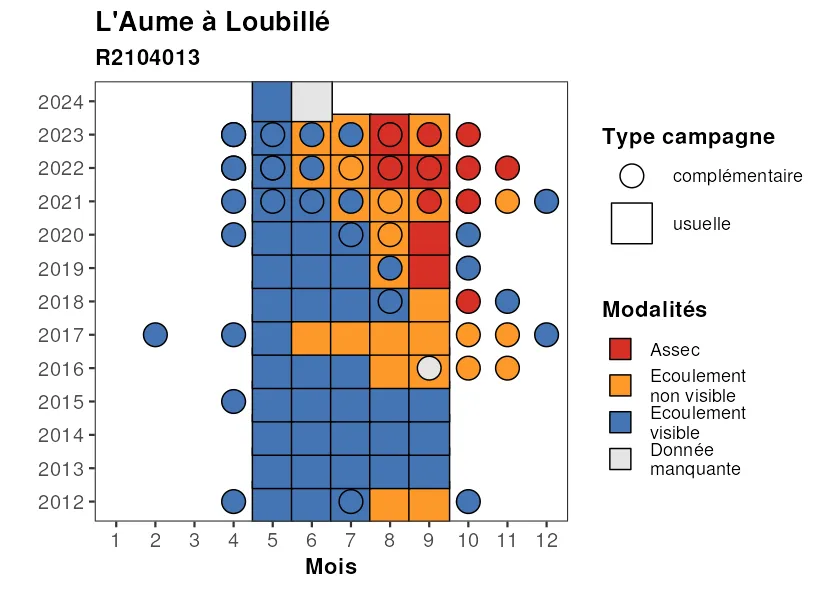 L'Aume à Loubillé
R2104013
2024
2023
2022
2021
2020
2019
2018
2017
2016
2015
2014
2013
2012
1 2 3 4 5 6 7 8 9 10 11 12
Mois
Type campagne
complémentaire
usuelle
Modalités
Assec
Ecoulement
non visible
Ecoulement
visible
Donnée
manquante